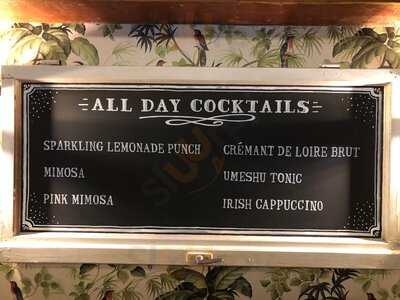 ALL DAY COCKTAILS
SPARKLING LEMONADE PUNCH
MIMOSA
PINK MIMOSA
CRÉMANT DE LOIRE BRUT
UMESHU TONIC
IRISH CAPPUCCINO